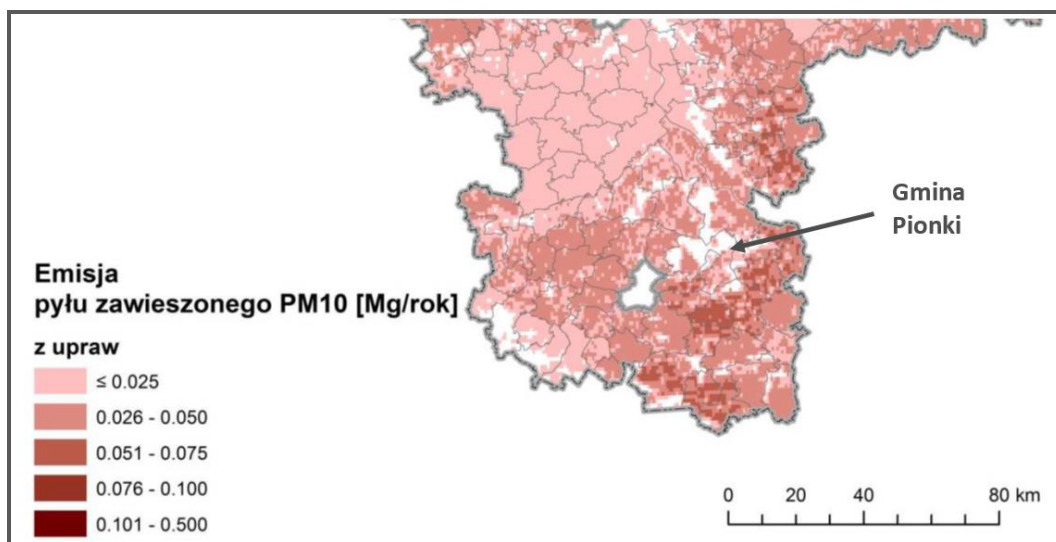 Gmina
Pionki
Emisja
pyłu zawieszonego PM10 [Mg/rok]
z upraw
≤ 0.025
0.026 - 0.050
0.051 - 0.075
0.076 - 0.100
0.101 - 0.500
0 20 40 80 km